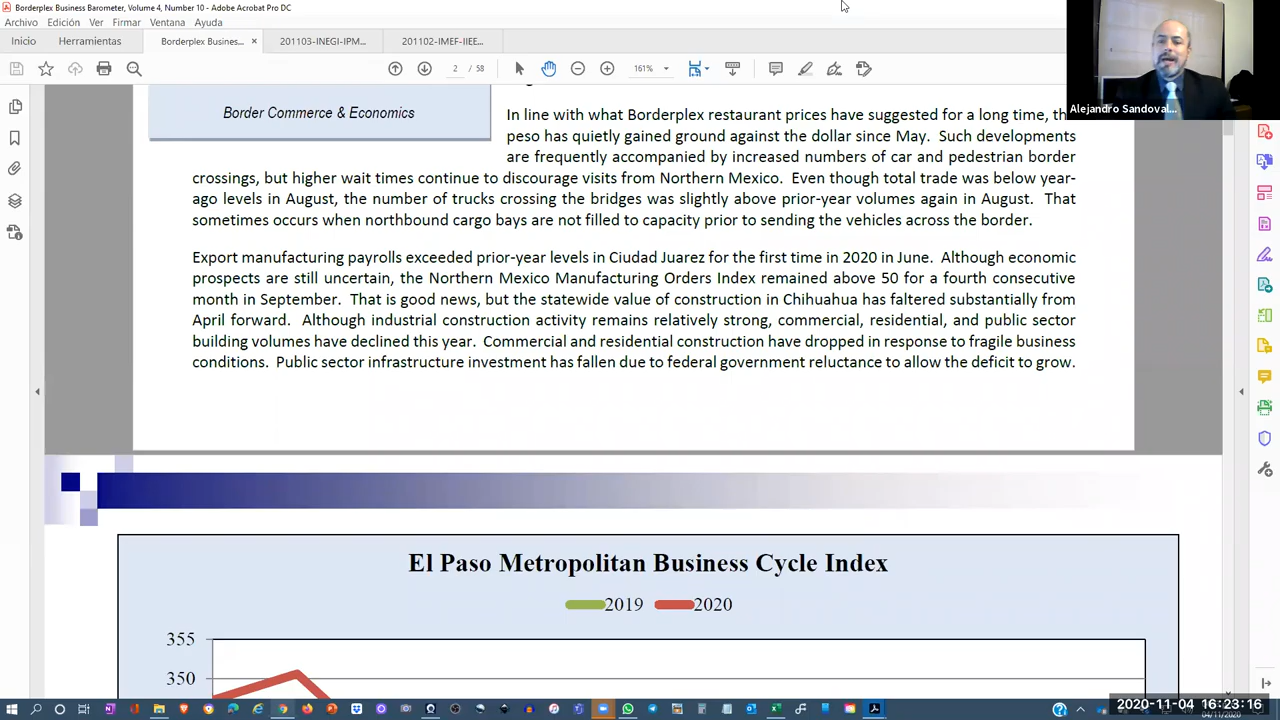 Borderplex Business Barometer, Volume 4, Number 10 - Adobe Acrobat Pro DC
Archivo Edición Ver Firmar Ventana Ayuda
Inicio Herramientas Borderplex Busines... × 201103-INEGI-IPM... 201102-IMEF-IIEE...
2 / 58 161%
Alejandro Sandoval...
Border Commerce & Economics
In line with what Borderplex restaurant prices have suggested for a long time, the
peso has quietly gained ground against the dollar since May. Such developments
are frequently accompanied by increased numbers of car and pedestrian border
crossings, but higher wait times continue to discourage visits from Northern Mexico. Even though total trade was below year-
ago levels in August, the number of trucks crossing the bridges was slightly above prior-year volumes again in August. That
sometimes occurs when northbound cargo bays are not filled to capacity prior to sending the vehicles across the border.
Export manufacturing payrolls exceeded prior-year levels in Ciudad Juarez for the first time in 2020 in June. Although economic
prospects are still uncertain, the Northern Mexico Manufacturing Orders Index remained above 50 for a fourth consecutive
month in September. That is good news, but the statewide value of construction in Chihuahua has faltered substantially from
April forward. Although industrial construction activity remains relatively strong, commercial, residential, and public sector
building volumes have declined this year. Commercial and residential construction have dropped in response to fragile business
conditions. Public sector infrastructure investment has fallen due to federal government reluctance to allow the deficit to grow.
El Paso Metropolitan Business Cycle Index
2019 2020
355
350
2020-11-04 16:23:16
04/11/2020